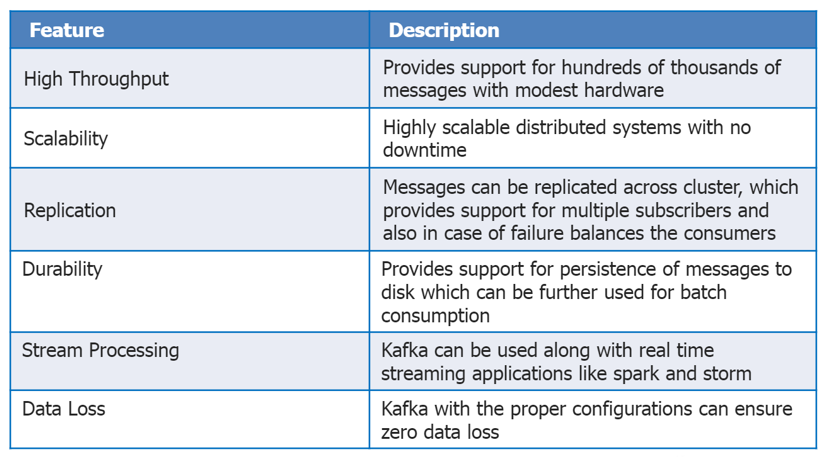 Feature
Description
High Throughput
Provides support for hundreds of thousands of
messages with modest hardware
Scalability
Highly scalable distributed systems with no
downtime
Replication
Messages can be replicated across cluster, which
provides support for multiple subscribers and
also in case of failure balances the consumers
Durability
Provides support for persistence of messages to
disk which can be further used for batch
consumption
Stream Processing
Kafka can be used along with real time
streaming applications like spark and storm
Data Loss
Kafka with the proper configurations can ensure
zero data loss